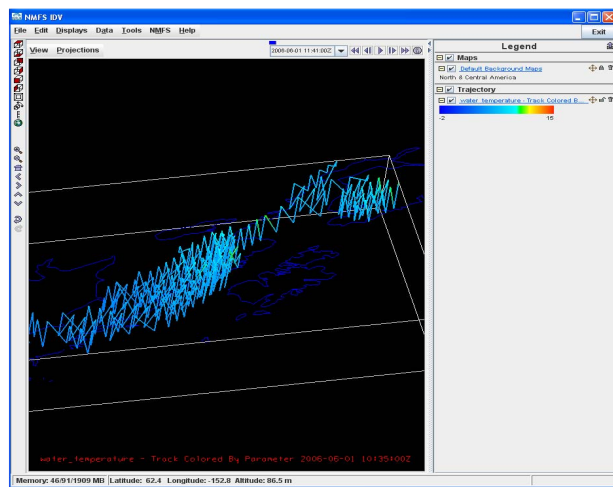 NMFS IDV
File Edit Displays Data Tools NMFS Help
Exit
View Projections
2006-06-01 11:41:00Z
Legend
Maps
Default Background Maps
North & Central America
Trajectory
water_temperature - Track Colored B...
-2 15
water_temperature - Track Colored By Parameter 2006-06-01 10:35:00Z
Memory: 46/91/1909 MB Latitude: 62.4 Longitude: -152.8 Altitude: 86.5 m